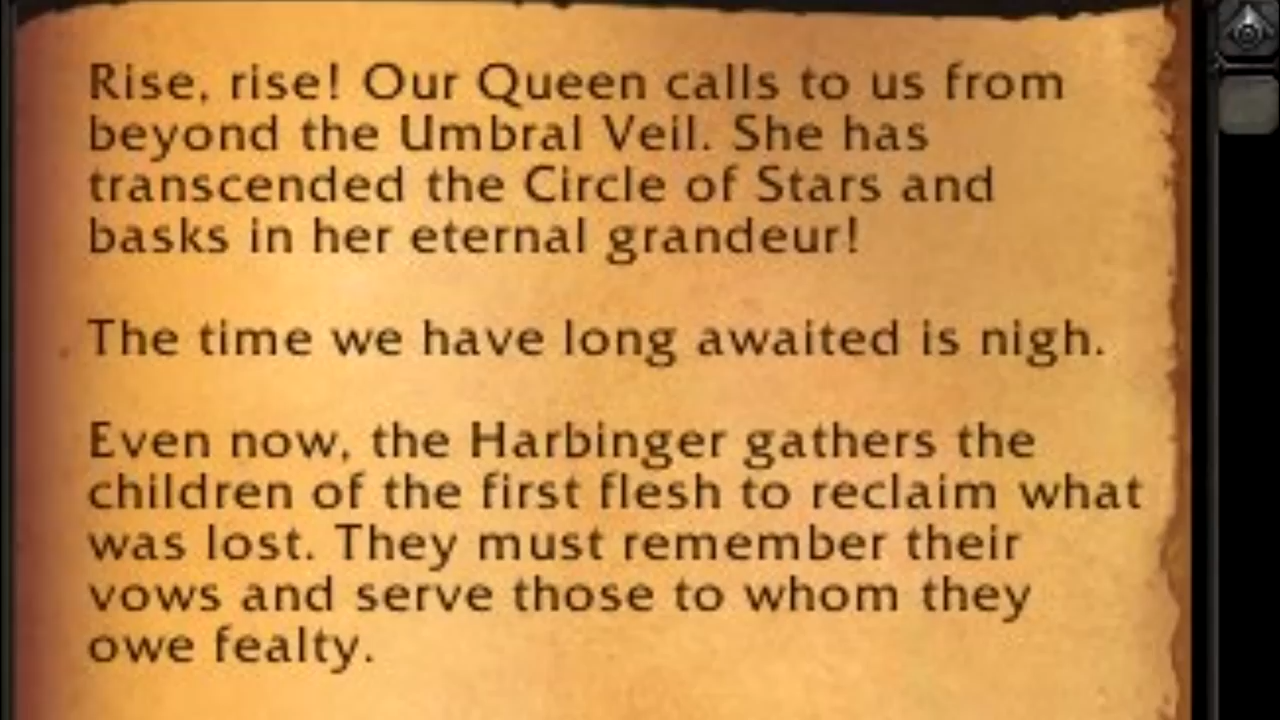 Rise, rise! Our Queen calls to us from
beyond the Umbral Veil. She has
transcended the Circle of Stars and
basks in her eternal grandeur!
The time we have long awaited is nigh.
Even now, the Harbinger gathers the
children of the first flesh to reclaim what
was lost. They must remember their
vows and serve those to whom they
owe fealty.